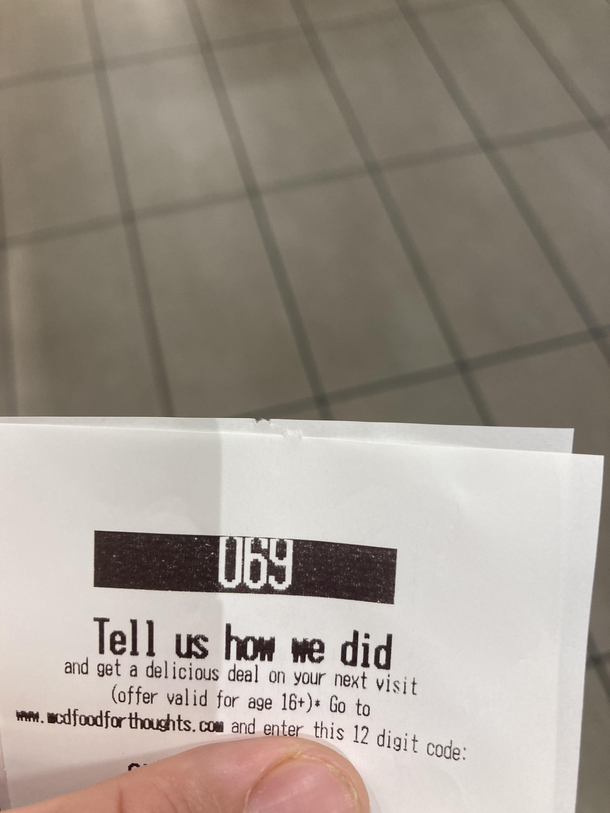 069
Tell us how we did
and get a delicious deal on your next visit
(offer valid for age 16+)* Go to
www.mcdfoodforthoughts.com and enter this 12 digit code: